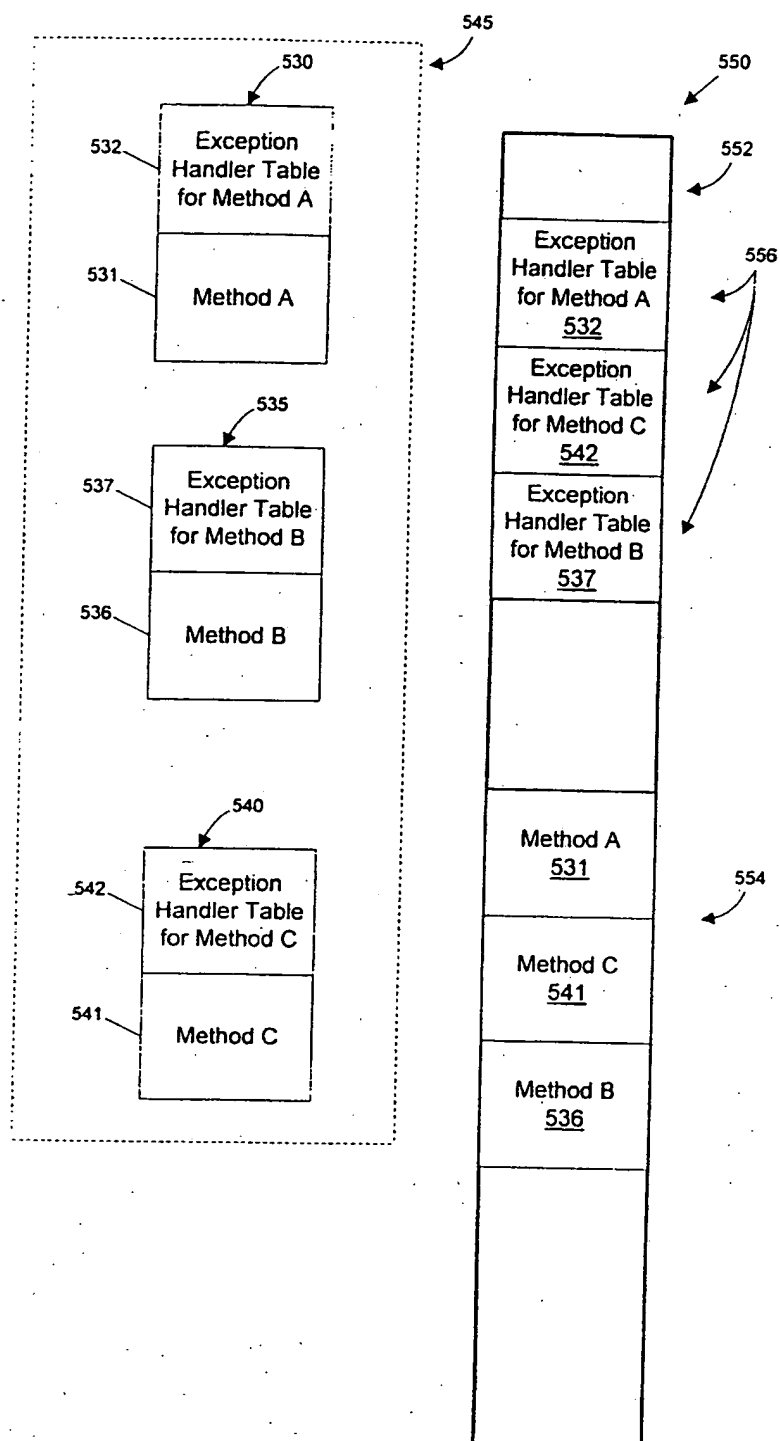 545
530
532
Exception
Handler Table
for Method A
531
Method A
535
537
Exception
Handler Table
for Method B
536
Method B
540
542
Exception
Handler Table
for Method C
541
Method C
550
552
Exception
Handler Table
for Method A
532
556
Exception
Handler Table
for Method C
542
Exception
Handler Table
for Method B
537
Method A
531
554
Method C
541
Method B
536